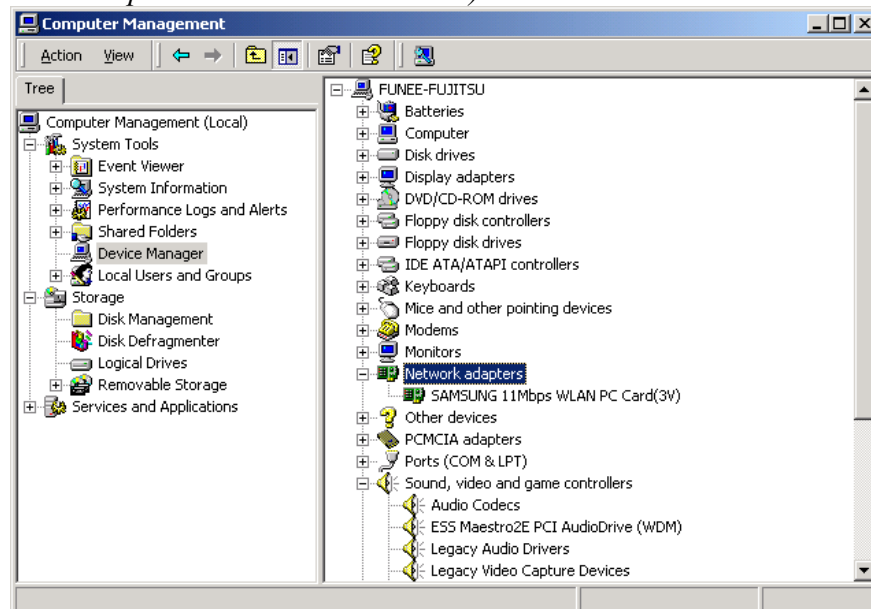 Computer Management
Action View
Tree
Computer Management (Local)
System Tools
Event Viewer
System Information
Performance Logs and Alerts
Shared Folders
Device Manager
Local Users and Groups
Storage
Disk Management
Disk Defragmenter
Logical Drives
Removable Storage
Services and Applications
FUNEE-FUJITSU
Batteries
Computer
Disk drives
Display adapters
DVD/CD-ROM drives
Floppy disk controllers
Floppy disk drives
IDE ATA/ATAPI controllers
Keyboards
Mice and other pointing devices
Modems
Monitors
Network adapters
SAMSUNG 11Mbps WLAN PC Card(3V)
Other devices
PCMCIA adapters
Ports (COM & LPT)
Sound, video and game controllers
Audio Codecs
ESS Maestro2E PCI AudioDrive (WDM)
Legacy Audio Drivers
Legacy Video Capture Devices